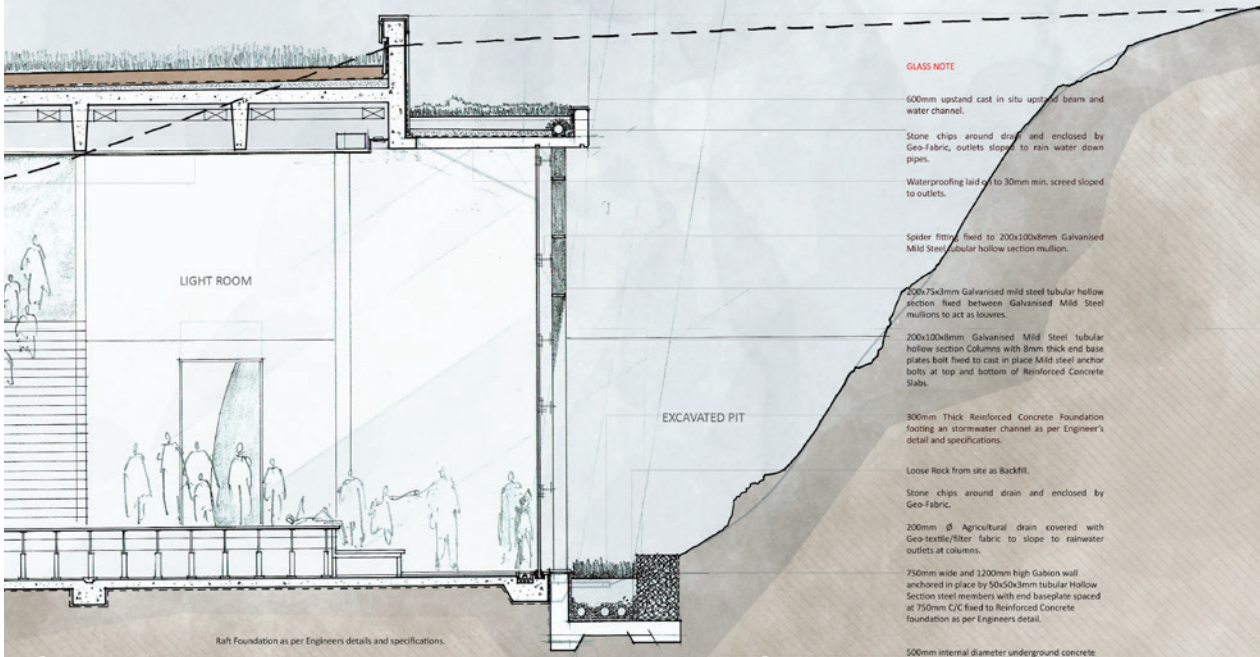 GLASS NOTE
600mm upstand cast in situ upstand beam and
water channel.
Stone chips around drain and enclosed by
Geo-Fabric, outlets sloped to rain water down
pipes.
Waterproofing laid on to 30mm min. screed sloped
to outlets.
Spider fitting fixed to 200x100x8mm Galvanised
Mild Steel tubular hollow section mullion.
200x75x3mm Galvanised mild steel tubular hollow
section fixed between Galvanised Mild Steel
mullions to act as louvres.
200x100x8mm Galvanised Mild Steel tubular
hollow section Columns with 8mm thick end base
plates bolt fixed to cast in place Mild steel anchor
bolts at top and bottom of Reinforced Concrete
Slabs.
300mm Thick Reinforced Concrete Foundation
footing an stormwater channel as per Engineer's
detail and specifications.
Loose Rock from site as Backfill.
Stone chips around drain and enclosed by
Geo-Fabric.
200mm Ø Agricultural drain covered with
Geo-textile/filter fabric to slope to rainwater
outlets at columns.
750mm wide and 1200mm high Gabion wall
anchored in place by 50x50x3mm tubular Hollow
Section steel members with end baseplate spaced
at 750mm C/C fixed to Reinforced Concrete
foundation as per Engineers detail.
500mm internal diameter underground concrete
LIGHT ROOM
EXCAVATED PIT
Raft Foundation as per Engineers details and specifications.